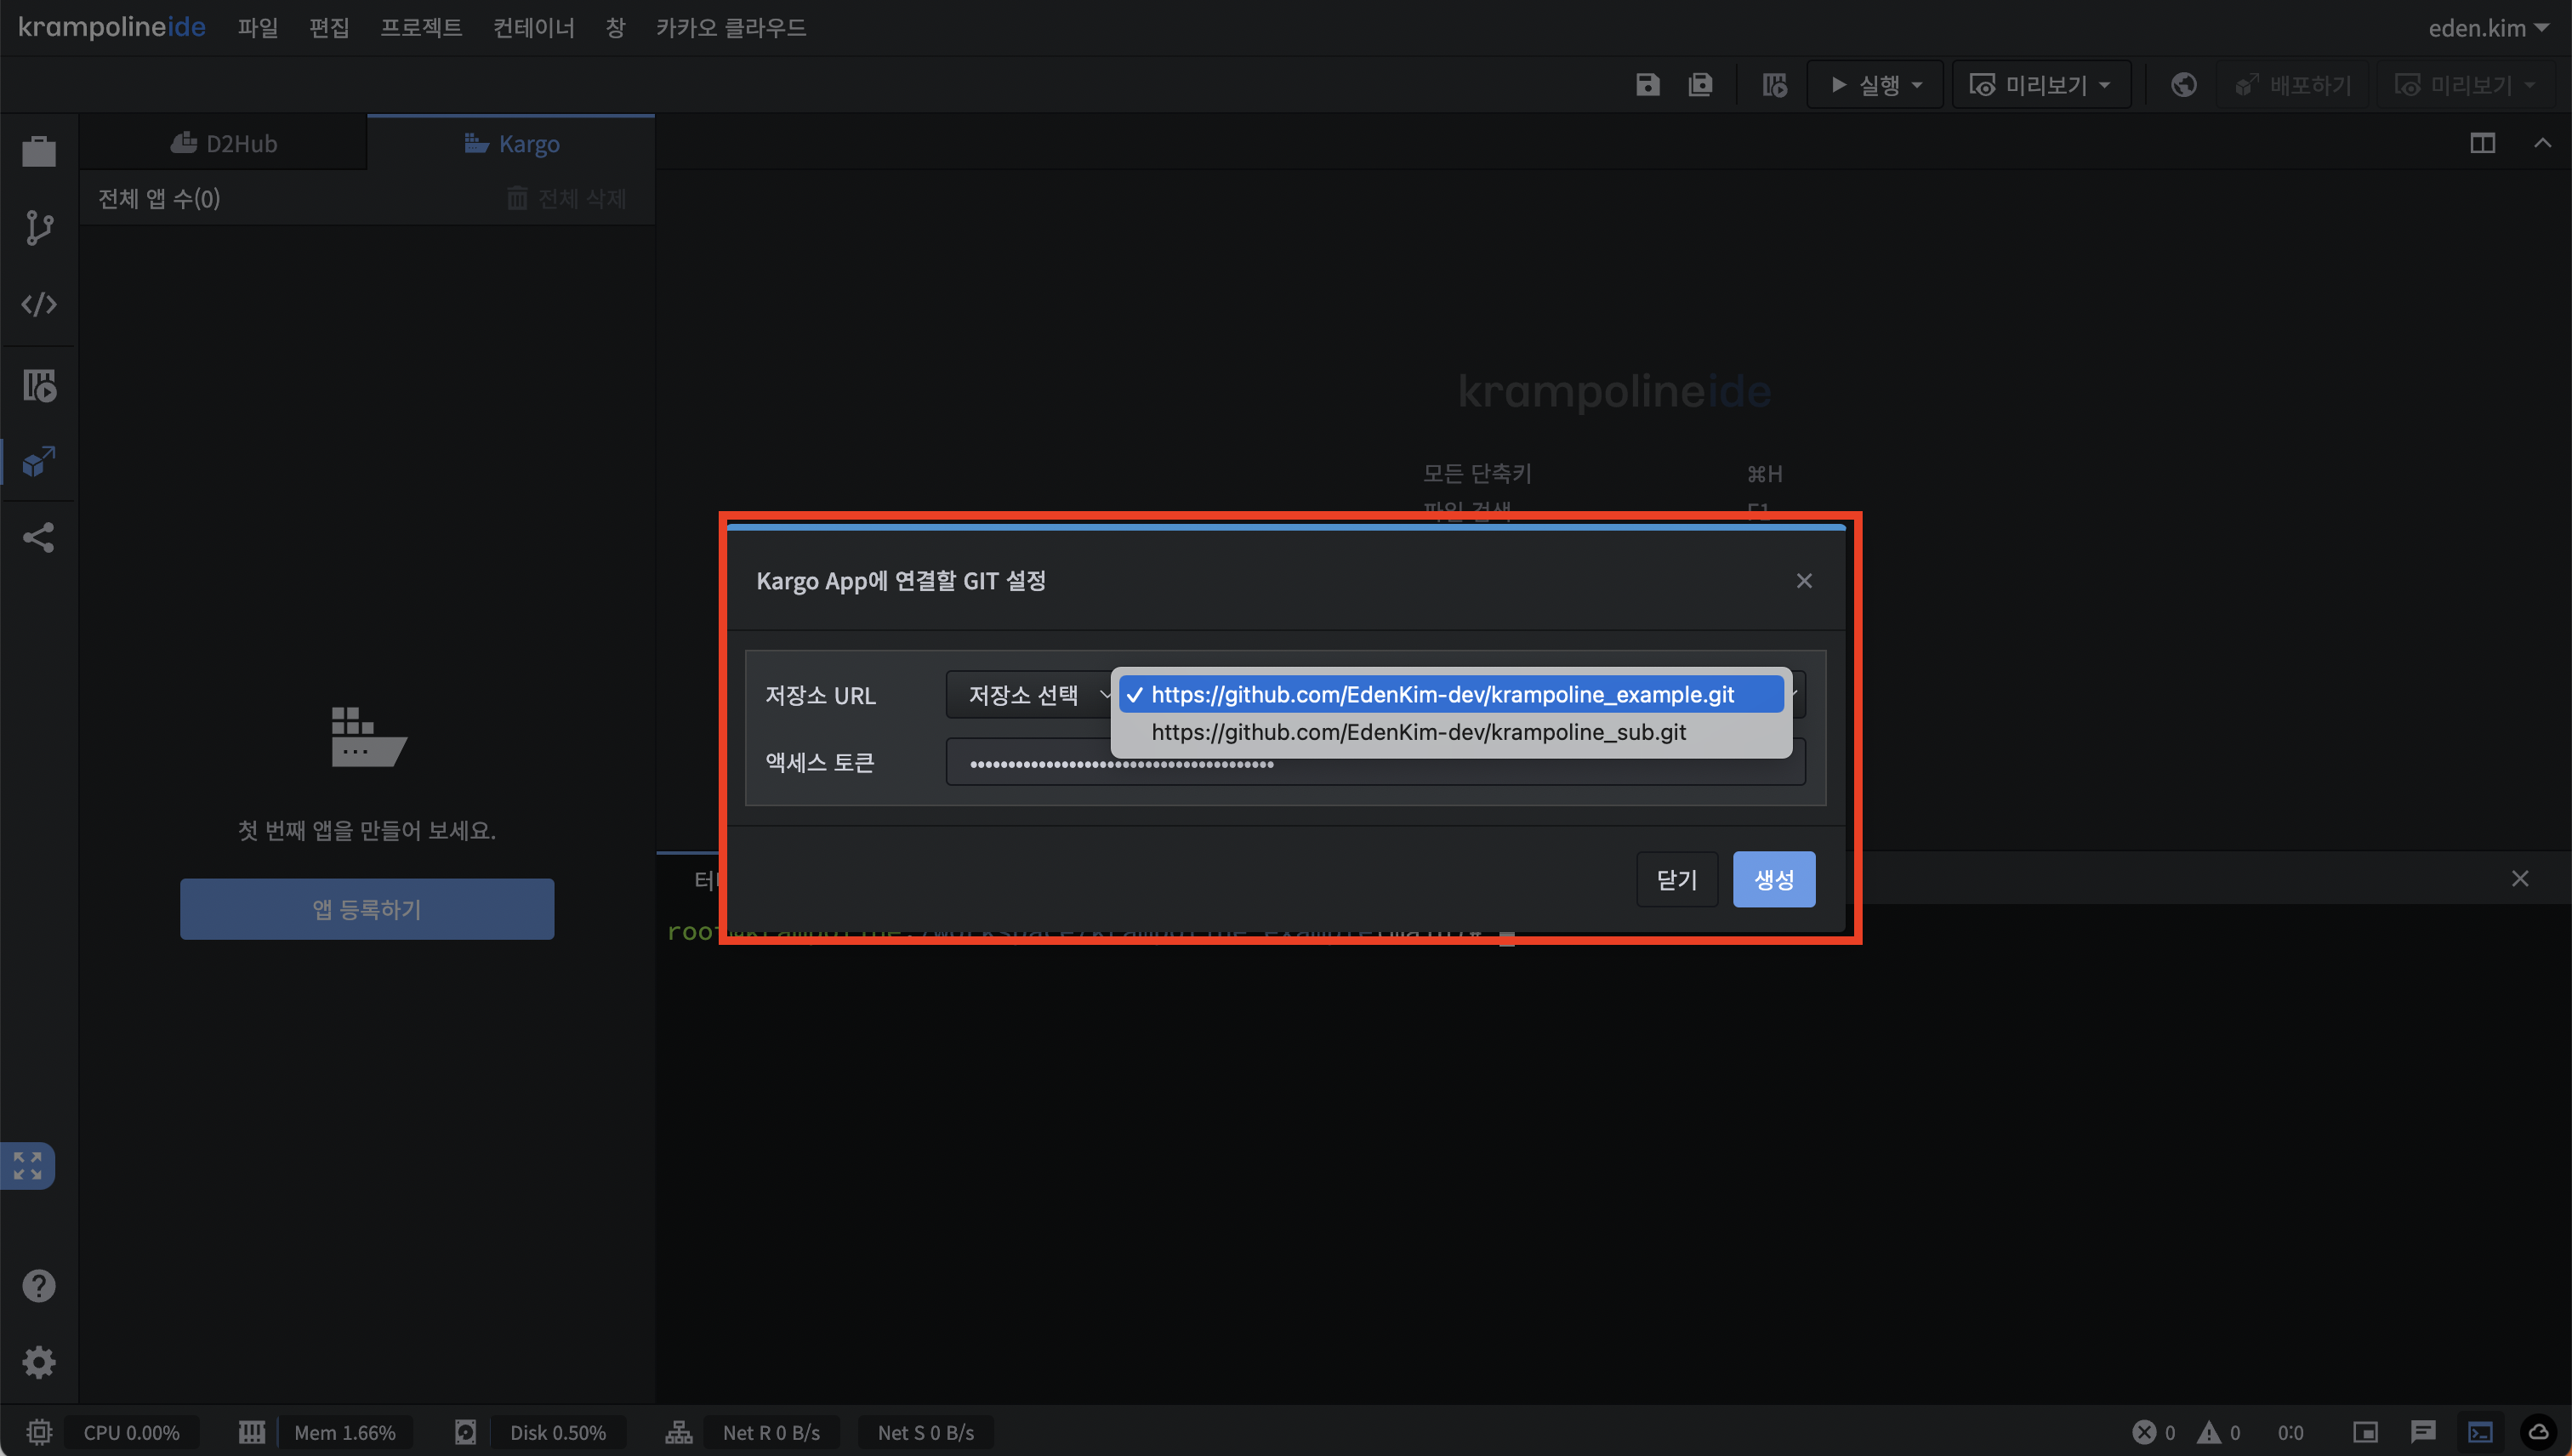 krampolineide 파일 편집 프로젝트 컨테이너 창 카카오 클라우드 eden.kim
실행 미리보기 배포하기 미리보기
D2Hub Kargo
전체 앱 수(0) 전체 삭제
krampolineide
모든 단축키 ⌘H
파일 검색 F1
Kargo App에 연결할 GIT 설정
저장소 URL 저장소 선택 ✓ https://github.com/EdenKim-dev/krampoline_example.git
https://github.com/EdenKim-dev/krampoline_sub.git
액세스 토큰 ••••••••••••••••••••••••••••••••••••••••
첫 번째 앱을 만들어 보세요.
앱 등록하기
닫기 생성
CPU 0.00% Mem 1.66% Disk 0.50% Net R 0 B/s Net S 0 B/s 0 0 0:0